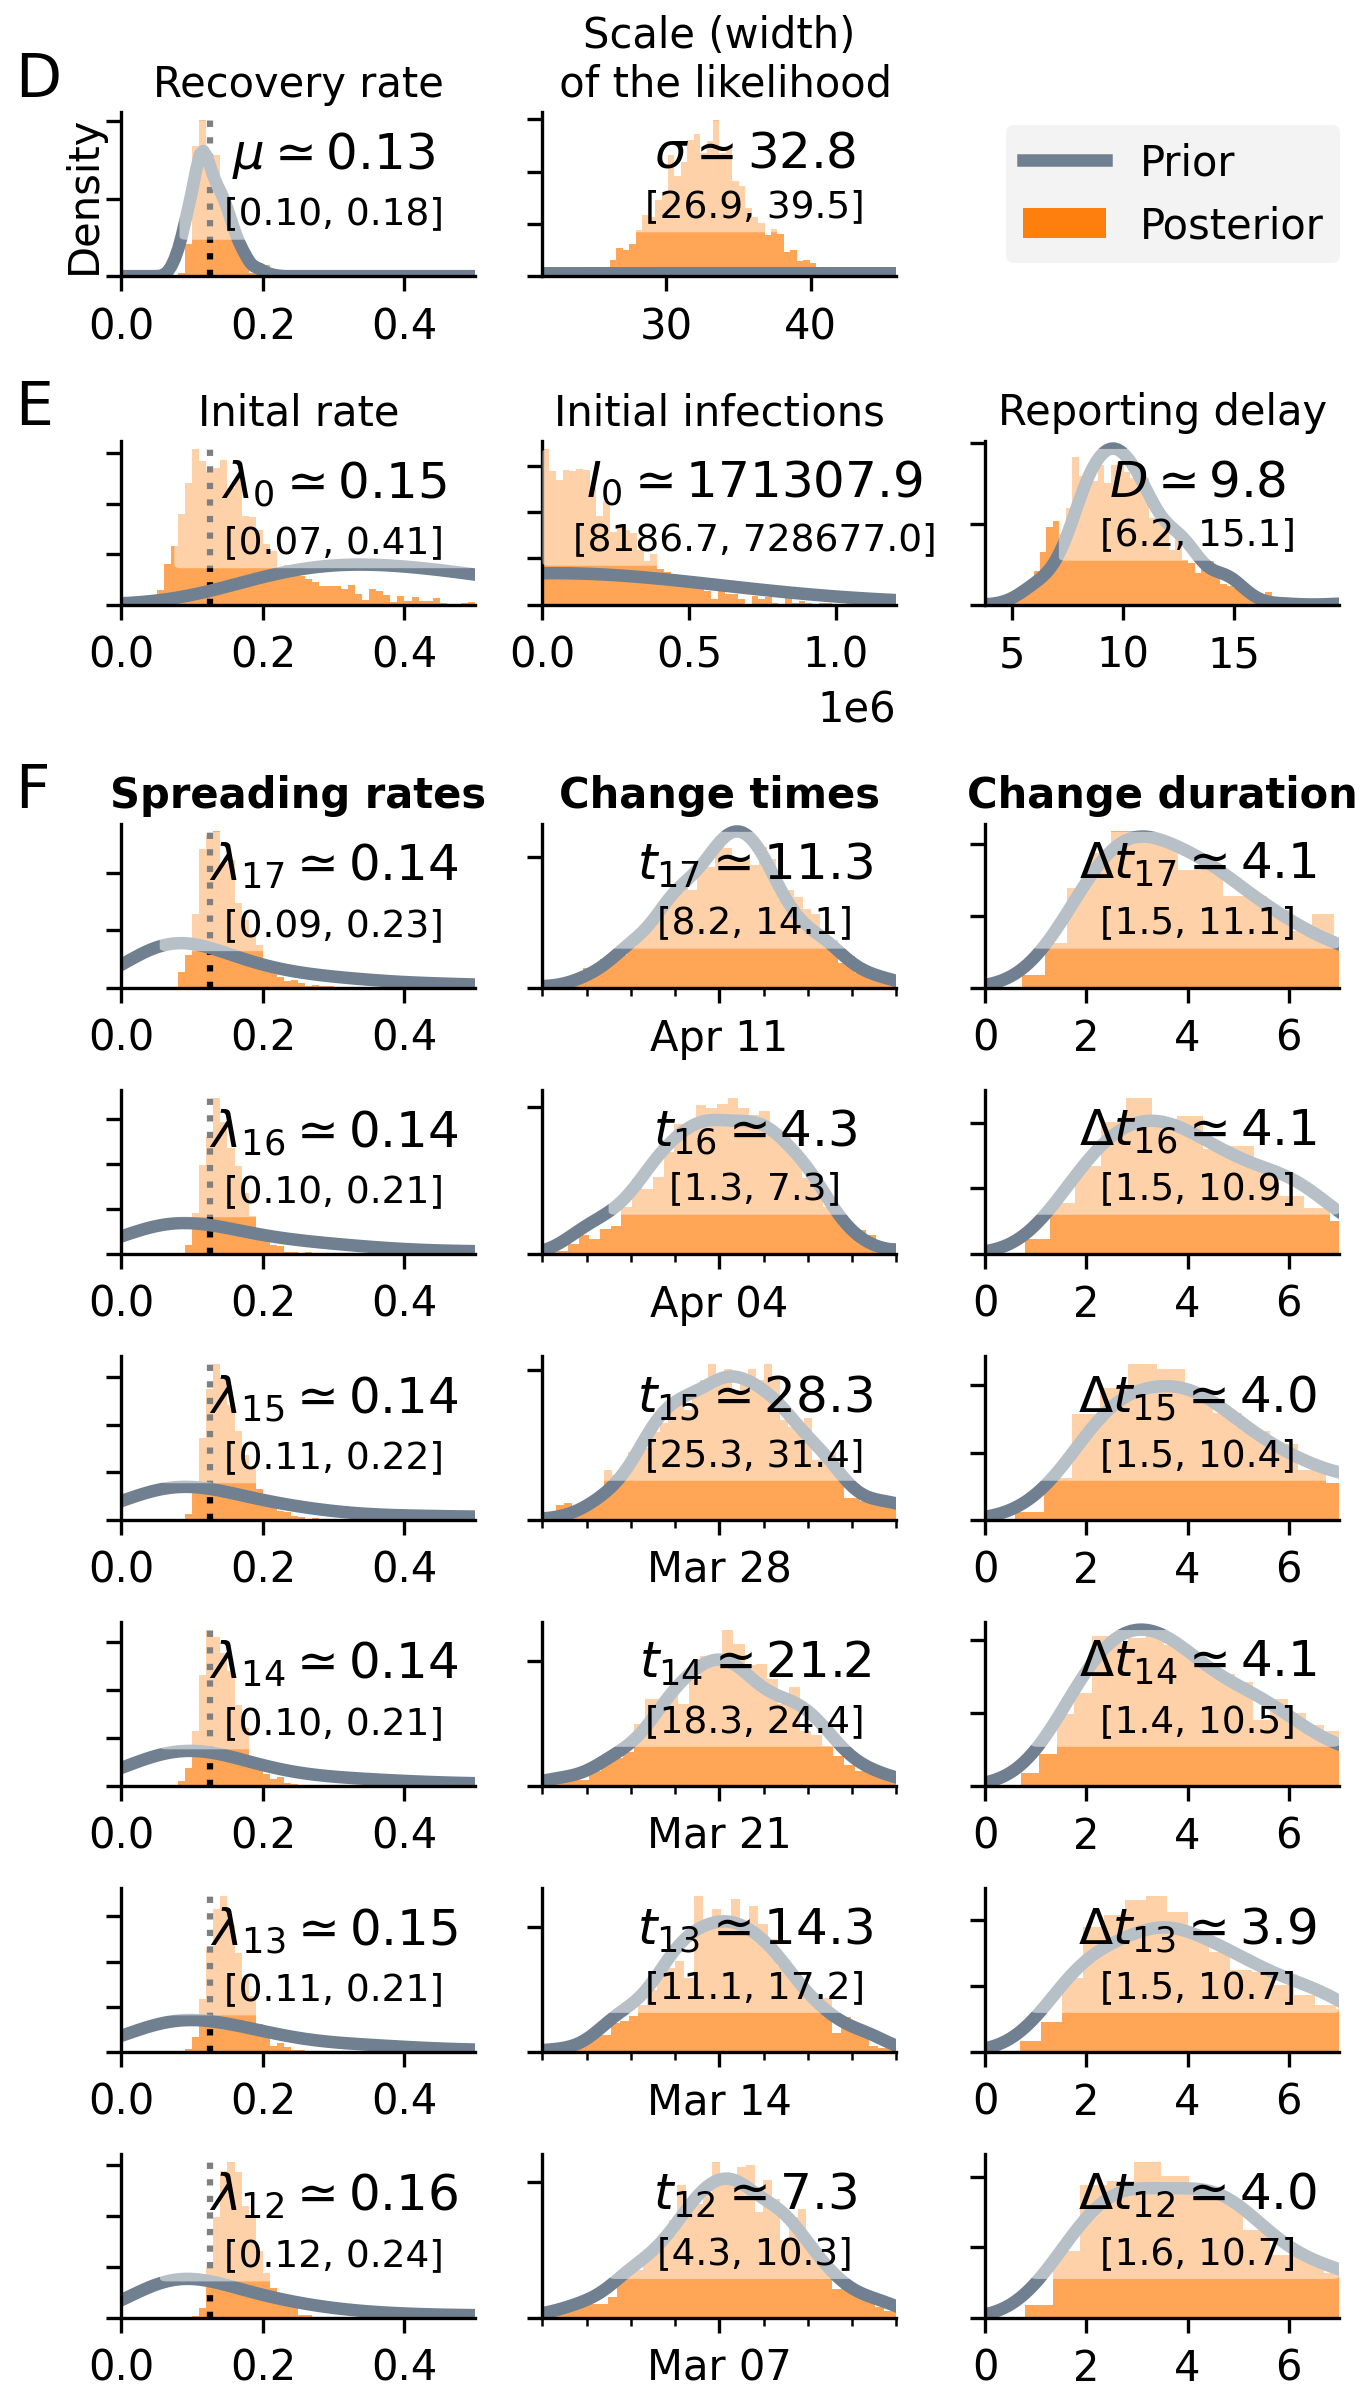 D
Recovery rate
Scale (width)
of the likelihood
Density
μ ≃ 0.13
[0.10, 0.18]
0.0 0.2 0.4
σ ≃ 32.8
[26.9, 39.5]
30 40
Prior
Posterior
E
Inital rate
λ0 ≃ 0.15
[0.07, 0.41]
0.0 0.2 0.4
Initial infections
I0 ≃ 171307.9
[8186.7, 728677.0]
0.0 0.5 1.0
1e6
Reporting delay
D ≃ 9.8
[6.2, 15.1]
5 10 15
F
Spreading rates
Change times
Change duration
λ17 ≃ 0.14
[0.09, 0.23]
0.0 0.2 0.4
t17 ≃ 11.3
[8.2, 14.1]
Apr 11
Δt17 ≃ 4.1
[1.5, 11.1]
0 2 4 6
λ16 ≃ 0.14
[0.10, 0.21]
0.0 0.2 0.4
t16 ≃ 4.3
[1.3, 7.3]
Apr 04
Δt16 ≃ 4.1
[1.5, 10.9]
0 2 4 6
λ15 ≃ 0.14
[0.11, 0.22]
0.0 0.2 0.4
t15 ≃ 28.3
[25.3, 31.4]
Mar 28
Δt15 ≃ 4.0
[1.5, 10.4]
0 2 4 6
λ14 ≃ 0.14
[0.10, 0.21]
0.0 0.2 0.4
t14 ≃ 21.2
[18.3, 24.4]
Mar 21
Δt14 ≃ 4.1
[1.4, 10.5]
0 2 4 6
λ13 ≃ 0.15
[0.11, 0.21]
0.0 0.2 0.4
t13 ≃ 14.3
[11.1, 17.2]
Mar 14
Δt13 ≃ 3.9
[1.5, 10.7]
0 2 4 6
λ12 ≃ 0.16
[0.12, 0.24]
0.0 0.2 0.4
t12 ≃ 7.3
[4.3, 10.3]
Mar 07
Δt12 ≃ 4.0
[1.6, 10.7]
0 2 4 6